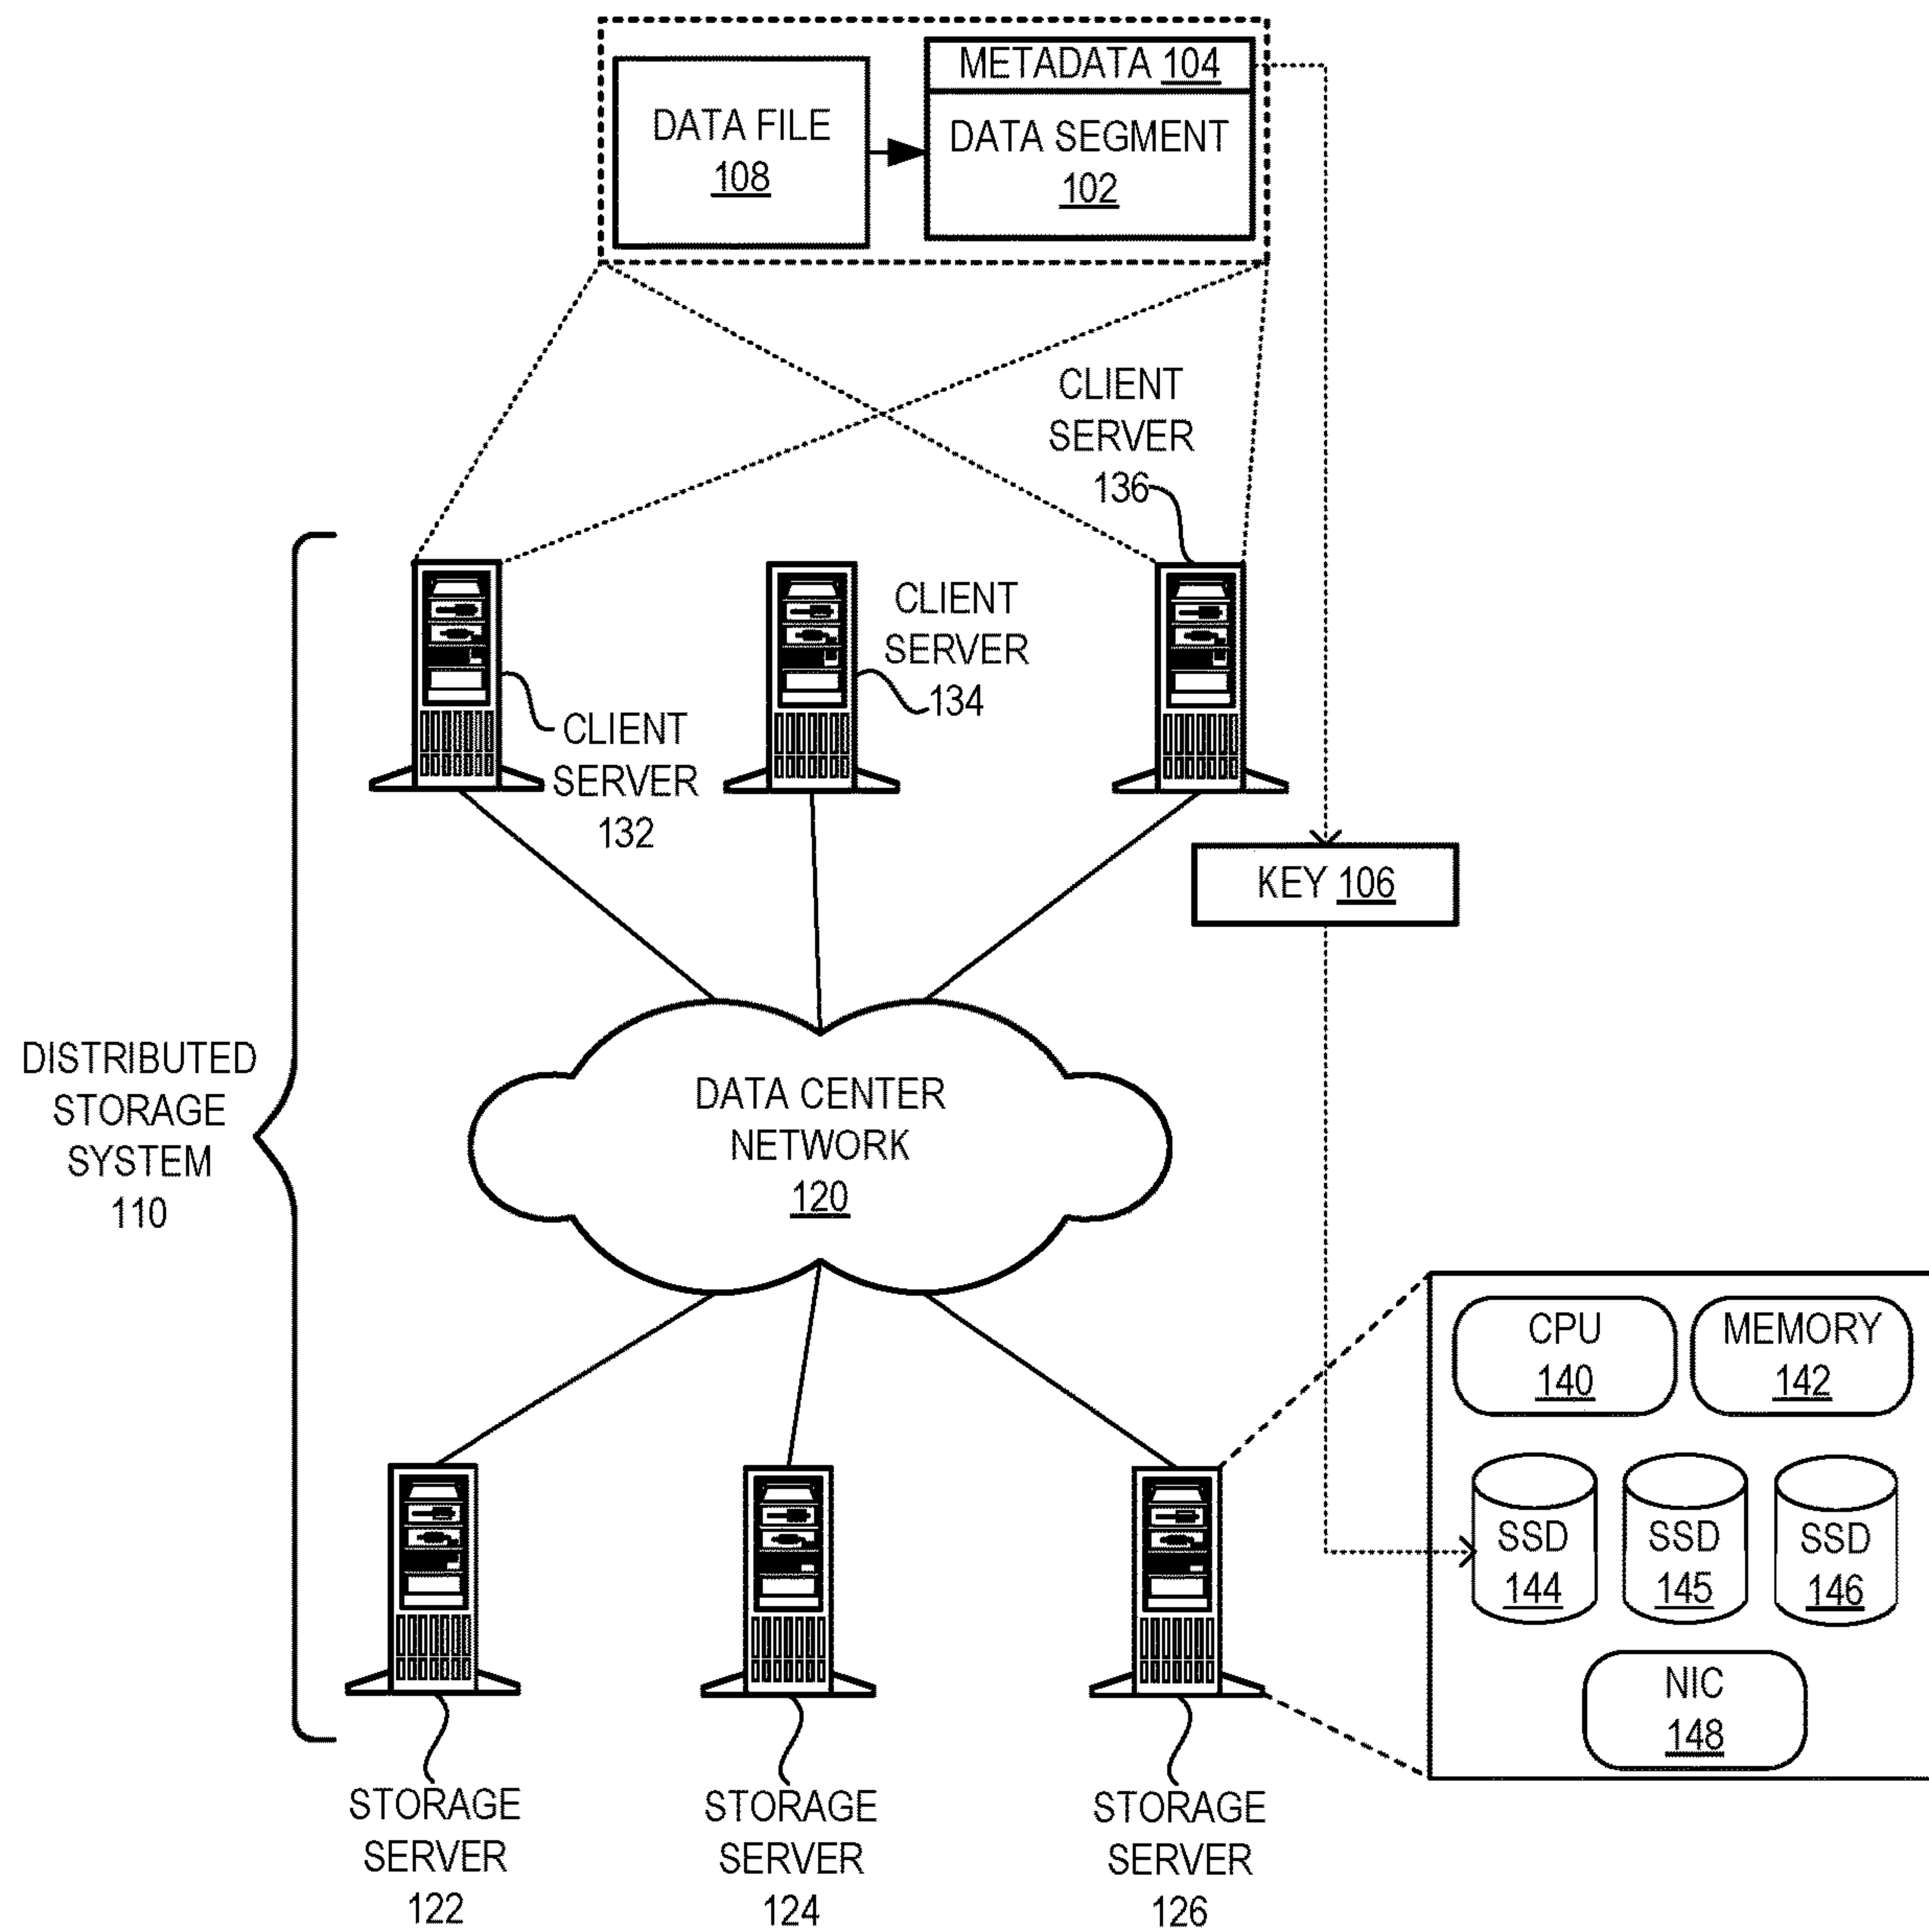 METADATA 104
DATA FILE
108
DATA SEGMENT
102
CLIENT
SERVER
136
CLIENT
SERVER
134
CLIENT
SERVER
132
KEY 106
DISTRIBUTED
STORAGE
SYSTEM
110
DATA CENTER
NETWORK
120
CPU
140
MEMORY
142
SSD
144
SSD
145
SSD
146
NIC
148
STORAGE
SERVER
122
STORAGE
SERVER
124
STORAGE
SERVER
126